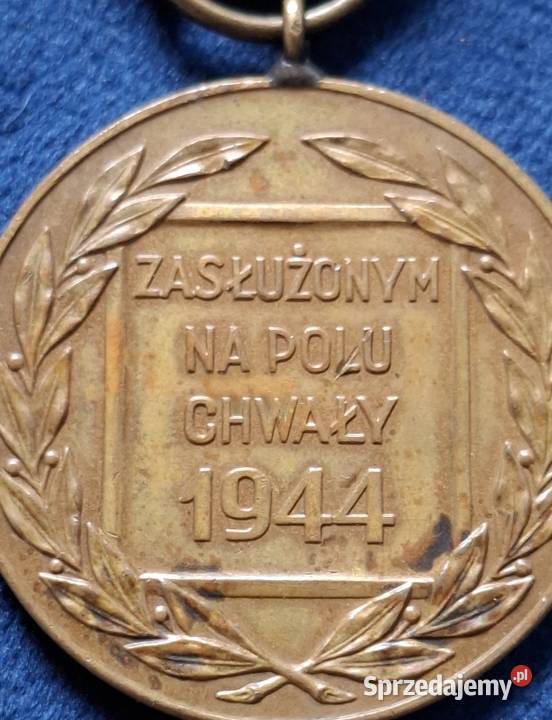 ZASŁUŻONYM
NA POLU
CHWAŁY
1944
Sprzedajemy.pl